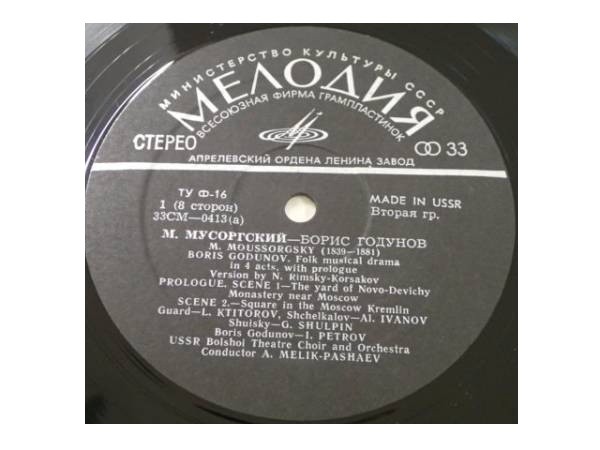 МИНИСТЕРСТВО КУЛЬТУРЫ СССР
МЕЛОДИЯ
ВСЕСОЮЗНАЯ ФИРМА ГРАМПЛАСТИНОК
СТЕРЕО
33
АПРЕЛЕВСКИЙ ОРДЕНА ЛЕНИНА ЗАВОД
ТУ Ф-16
1 (8 сторон)
33СМ—0413(а)
MADE IN USSR
Вторая гр.
М. МУСОРГСКИЙ—БОРИС ГОДУНОВ
M. MOUSSORGSKY (1839—1881)
BORIS GODUNOV. Folk musical drama
in 4 acts, with prologue
Version by N. Rimsky-Korsakov
PROLOGUE, SCENE 1—The yard of Novo-Devichy
Monastery near Moscow
SCENE 2.—Square in the Moscow Kremlin
Guard—L. KTITOROV, Shchelkalov—Al. IVANOV
Shuisky—G. SHULPIN
Boris Godunov—I. PETROV
USSR Bolshoi Theatre Choir and Orchestra
Conductor A. MELIK-PASHAEV